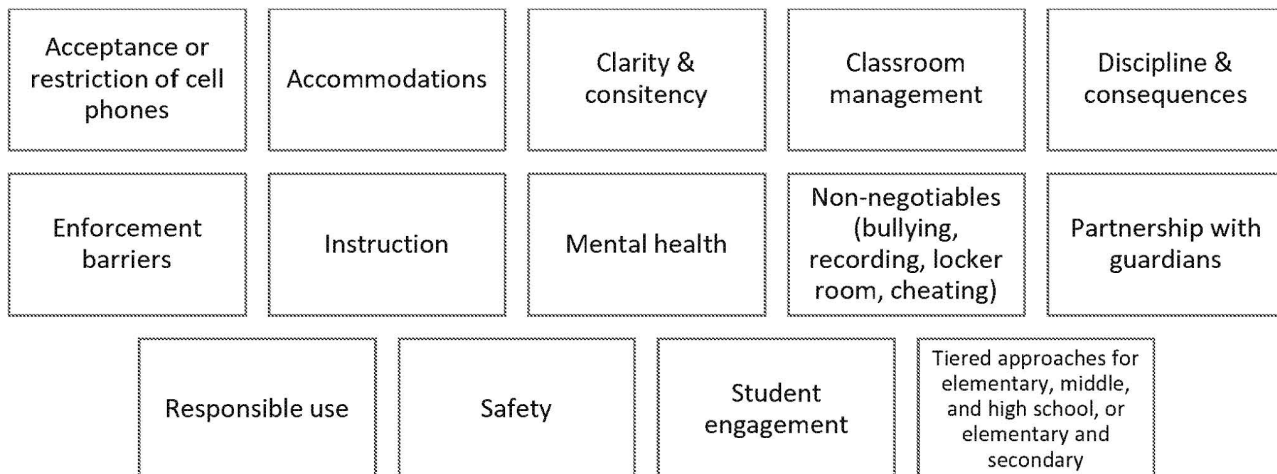 Acceptance or
restriction of cell
phones
Accommodations
Clarity &
consitency
Classroom
management
Discipline &
consequences
Enforcement
barriers
Instruction
Mental health
Non-negotiables
(bullying,
recording, locker
room, cheating)
Partnership with
guardians
Responsible use
Safety
Student
engagement
Tiered approaches for
elementary, middle,
and high school, or
elementary and
secondary